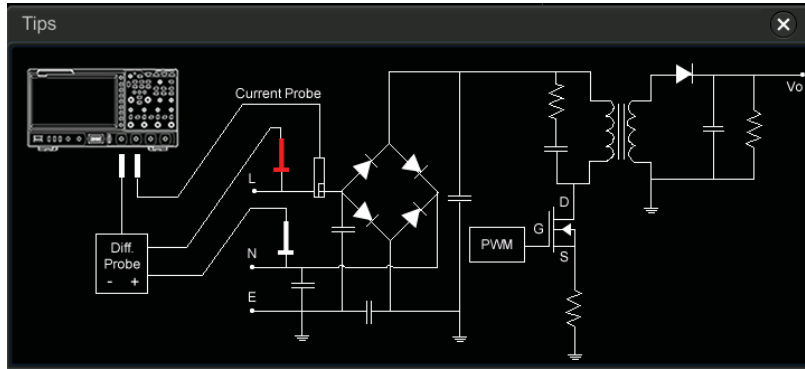 Tips
Current Probe
Vo
L
D
G
PWM
S
N
Diff.
Probe
- +
E